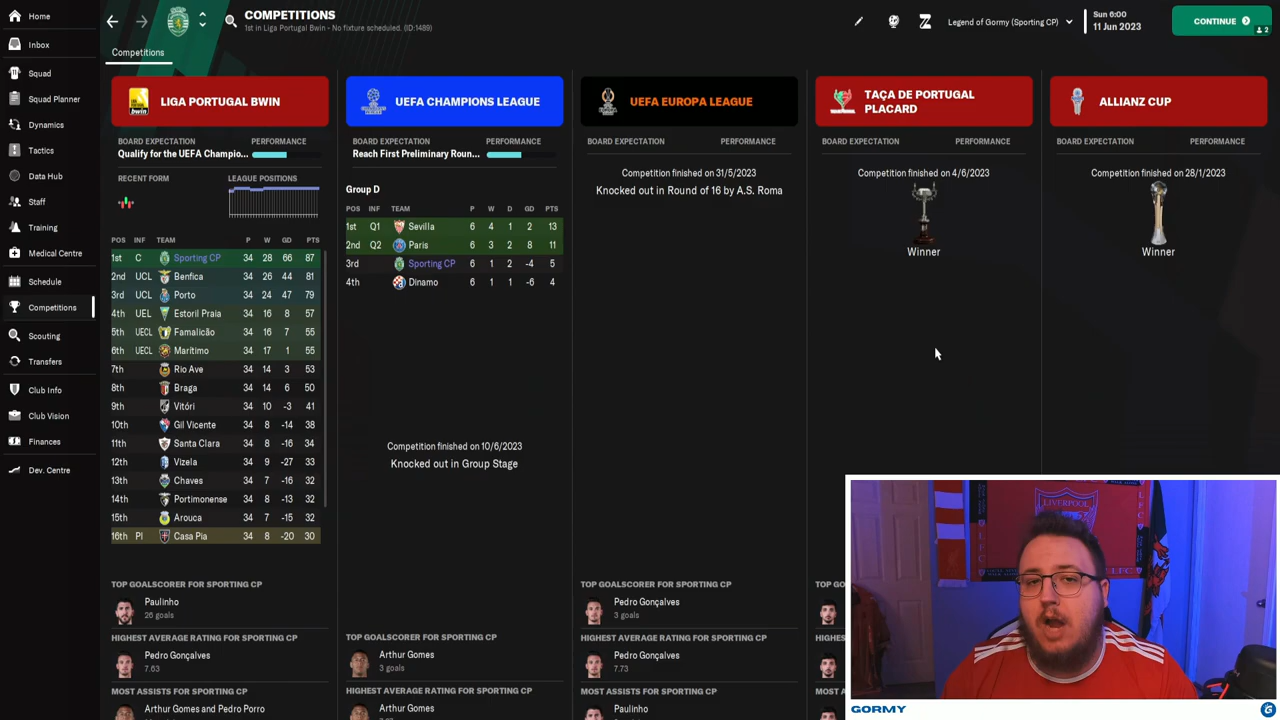 Home
Inbox
Squad
Squad Planner
Dynamics
Tactics
Data Hub
Staff
Training
Medical Centre
Schedule
Competitions
Scouting
Transfers
Club Info
Club Vision
Finances
Dev. Centre
COMPETITIONS
1st in Liga Portugal Bwin - No fixture scheduled. (ID:1489)
Legend of Gormy (Sporting CP)
Sun 6:00
11 Jun 2023
CONTINUE
2
Competitions
LIGA PORTUGAL BWIN
BOARD EXPECTATION PERFORMANCE
Qualify for the UEFA Champio...
RECENT FORM LEAGUE POSITIONS
POS INF TEAM P W GD PTS
1st C Sporting CP 34 28 66 87
2nd UCL Benfica 34 26 44 81
3rd UCL Porto 34 24 47 79
4th UEL Estoril Praia 34 16 8 57
5th UECL Famalicão 34 16 7 55
6th UECL Marítimo 34 17 1 55
7th Rio Ave 34 14 3 53
8th Braga 34 14 6 50
9th Vitóri 34 10 -3 41
10th Gil Vicente 34 8 -14 38
11th Santa Clara 34 8 -16 34
12th Vizela 34 9 -27 33
13th Chaves 34 7 -16 32
14th Portimonense 34 8 -13 32
15th Arouca 34 7 -15 32
16th Pl Casa Pia 34 8 -20 30
TOP GOALSCORER FOR SPORTING CP
Paulinho
26 goals
HIGHEST AVERAGE RATING FOR SPORTING CP
Pedro Gonçalves
7.63
MOST ASSISTS FOR SPORTING CP
Arthur Gomes and Pedro Porro
UEFA CHAMPIONS LEAGUE
BOARD EXPECTATION PERFORMANCE
Reach First Preliminary Roun...
Group D
POS INF TEAM P W D GD PTS
1st Q1 Sevilla 6 4 1 2 13
2nd Q2 Paris 6 3 2 8 11
3rd Sporting CP 6 1 2 -4 5
4th Dinamo 6 1 1 -6 4
Competition finished on 10/6/2023
Knocked out in Group Stage
TOP GOALSCORER FOR SPORTING CP
Arthur Gomes
3 goals
HIGHEST AVERAGE RATING FOR SPORTING CP
UEFA EUROPA LEAGUE
BOARD EXPECTATION PERFORMANCE
Competition finished on 31/5/2023
Knocked out in Round of 16 by A.S. Roma
TOP GOALSCORER FOR SPORTING CP
Pedro Gonçalves
3 goals
HIGHEST AVERAGE RATING FOR SPORTING CP
Pedro Gonçalves
7.73
MOST ASSISTS FOR SPORTING CP
Paulinho
TAÇA DE PORTUGAL
PLACARD
BOARD EXPECTATION PERFORMANCE
Competition finished on 4/6/2023
Winner
ALLIANZ CUP
BOARD EXPECTATION PERFORMANCE
Competition finished on 28/1/2023
Winner
LIVERPOOL
GORMY